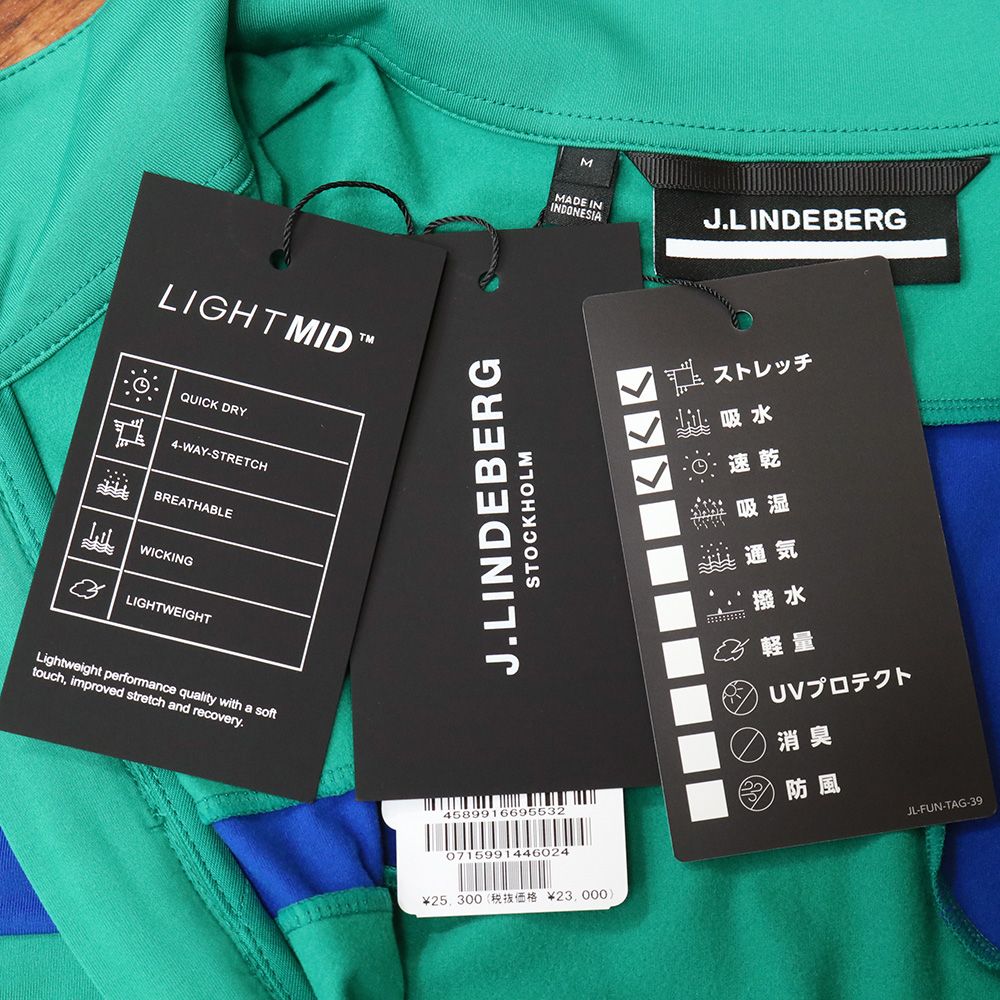 M
MADE IN
INDONESIA
J.LINDEBERG
LIGHTMID™
QUICK DRY
4-WAY-STRETCH
BREATHABLE
WICKING
LIGHTWEIGHT
Lightweight performance quality with a soft
touch, improved stretch and recovery.
J.LINDEBERG
STOCKHOLM
ストレッチ
吸水
速乾
吸湿
通気
撥水
軽量
UVプロテクト
消臭
防風
JL-FUN-TAG-39
4589916695532
0715991446024
¥25,300 (税抜価格 ¥23,000)